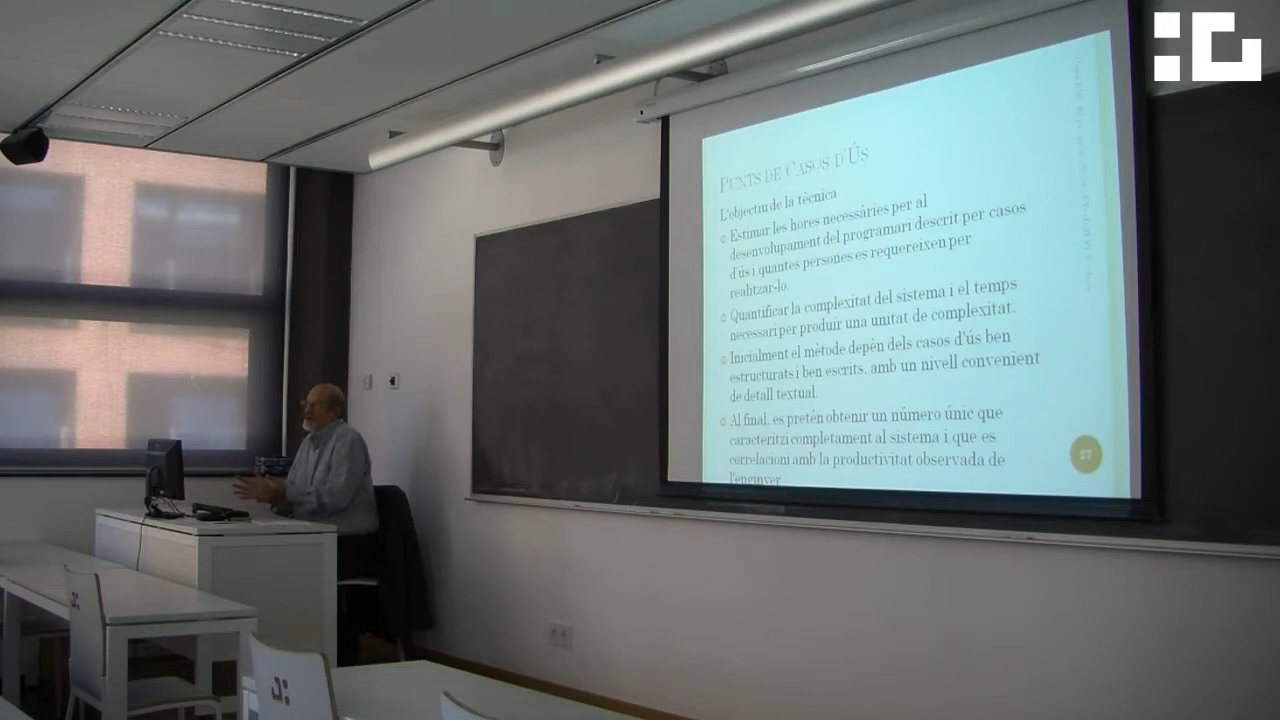 PUNTS DE CASOS D'ÚS
L'objectiu de la tècnica
Estimar les hores necessàries per al
desenvolupament del programari descrit per casos
d'ús i quantes persones es requereixen per
realitzar-lo.
Quantificar la complexitat del sistema i el temps
necessari per produir una unitat de complexitat.
Inicialment el mètode depèn dels casos d'ús ben
estructurats i ben escrits, amb un nivell convenient
de detall textual.
Al final, es pretén obtenir un número únic que
caracteritzi completament al sistema i que es
correlacioni amb la productivitat observada de
l'enginyer
27